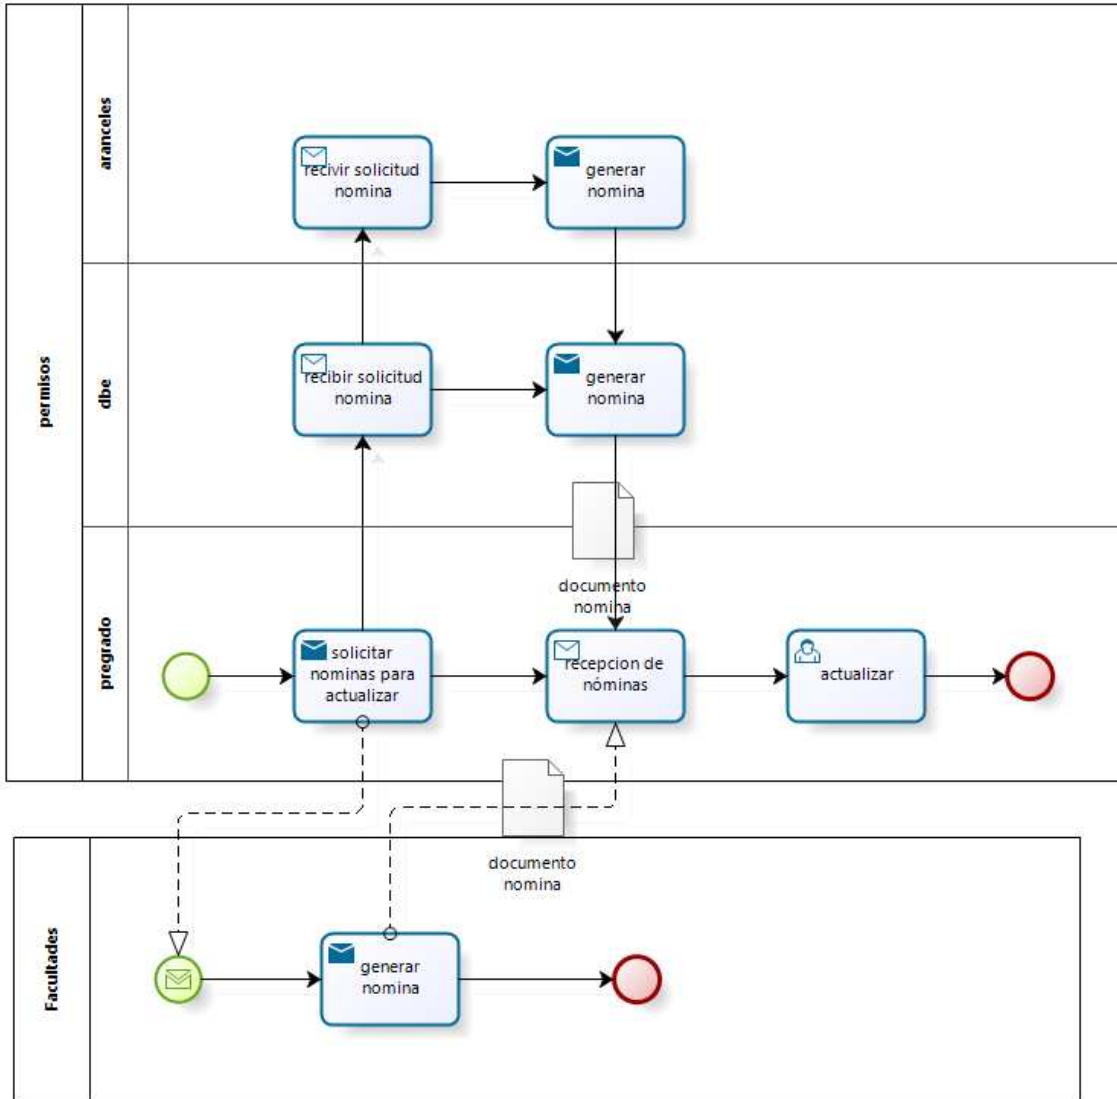 permisos
aranceles
recivir solicitud
nomina
generar
nomina
dbe
recibir solicitud
nomina
generar
nomina
documento
nomina
pregrado
solicitar
nominas para
actualizar
recepcion de
nóminas
actualizar
documento
nomina
Facultades
generar
nomina